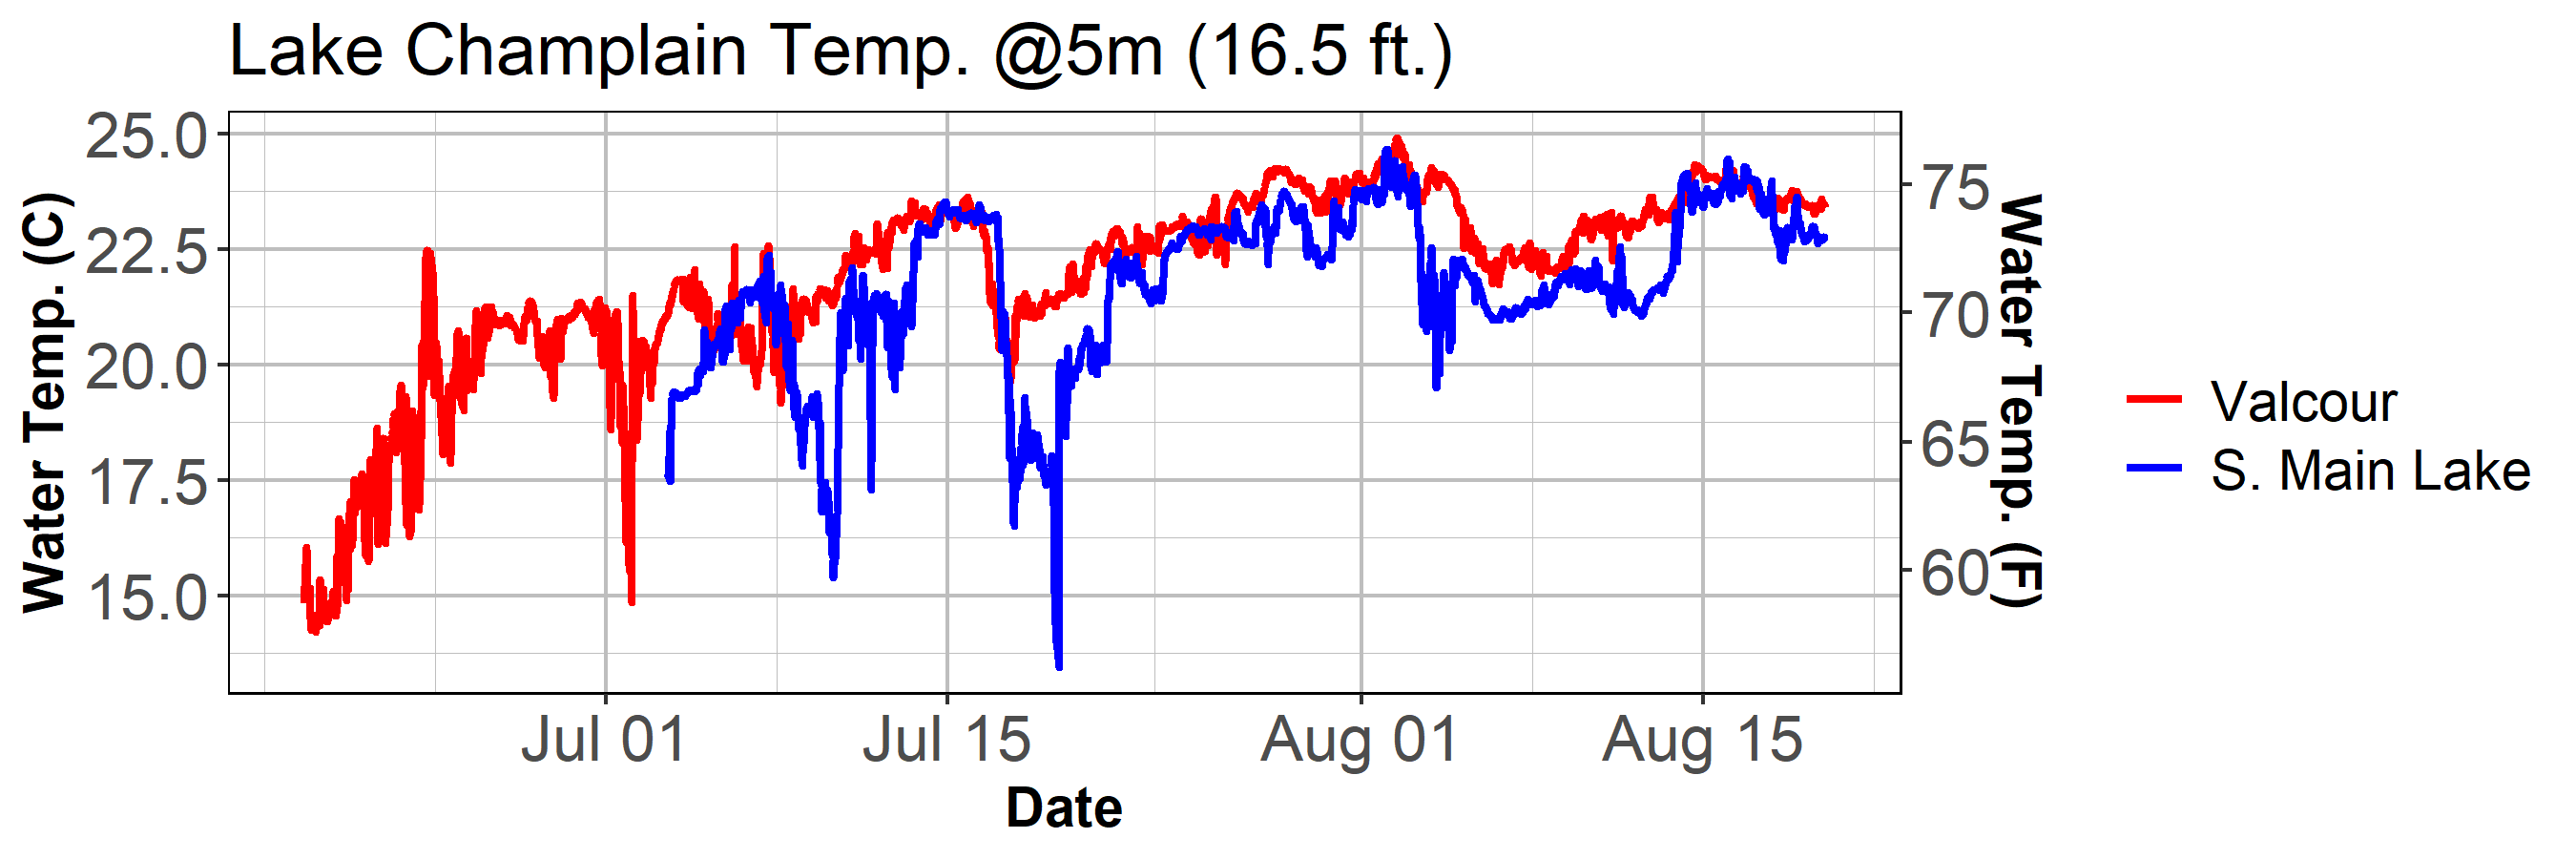 Lake Champlain Temp. @5m (16.5 ft.)
Water Temp. (C)
25.0
22.5
20.0
17.5
15.0
75
70
65
60
Water Temp. (F)
Jul 01
Jul 15
Aug 01
Aug 15
Date
Valcour
S. Main Lake